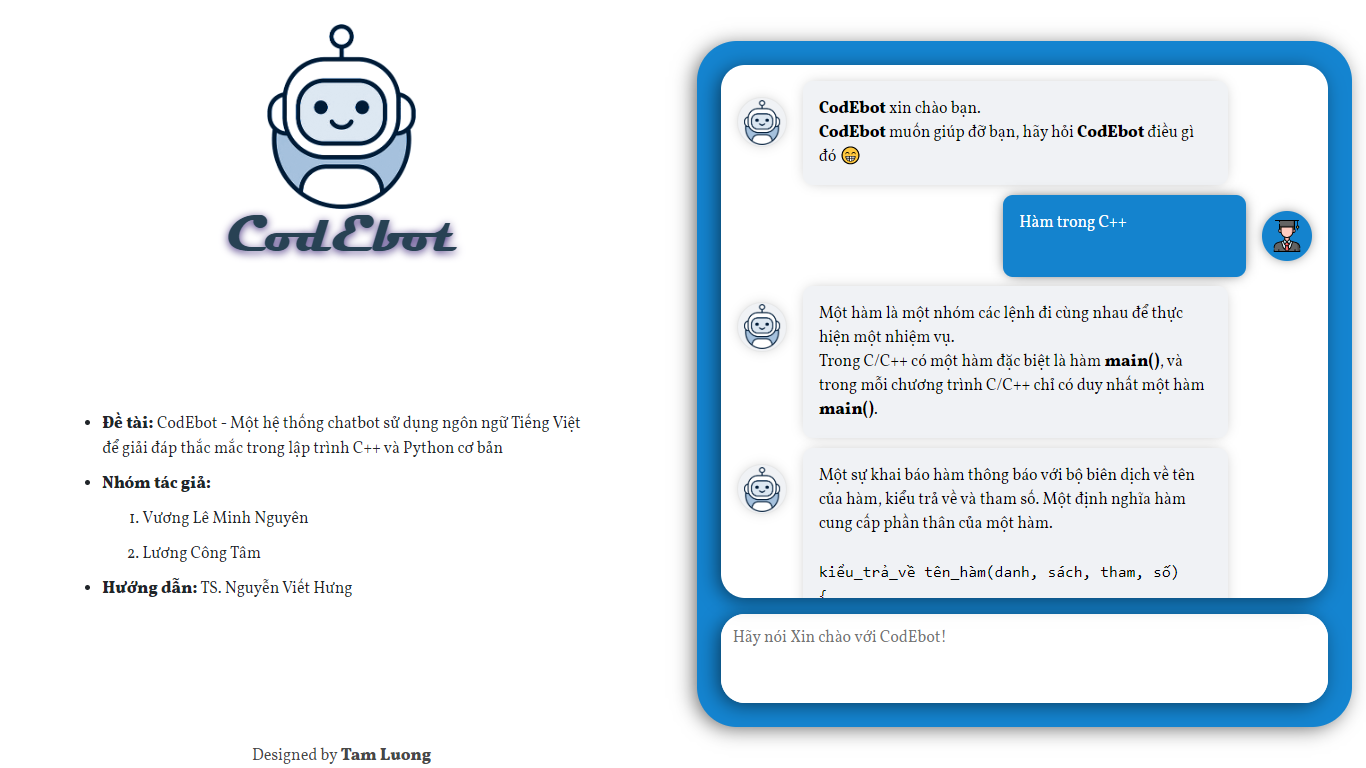 CodEbot
Đề tài: CodEbot - Một hệ thống chatbot sử dụng ngôn ngữ Tiếng Việt
để giải đáp thắc mắc trong lập trình C++ và Python cơ bản
Nhóm tác giả:
1. Vương Lê Minh Nguyên
2. Lương Công Tâm
Hướng dẫn: TS. Nguyễn Viết Hưng
Designed by Tam Luong
CodEbot xin chào bạn.
CodEbot muốn giúp đỡ bạn, hãy hỏi CodEbot điều gì
đó 😁
Hàm trong C++
Một hàm là một nhóm các lệnh đi cùng nhau để thực
hiện một nhiệm vụ.
Trong C/C++ có một hàm đặc biệt là hàm main(), và
trong mỗi chương trình C/C++ chỉ có duy nhất một hàm
main().
Một sự khai báo hàm thông báo với bộ biên dịch về tên
của hàm, kiểu trả về và tham số. Một định nghĩa hàm
cung cấp phần thân của một hàm.
kiểu_trả_về tên_hàm(danh, sách, tham, số)
{
Hãy nói Xin chào với CodEbot!